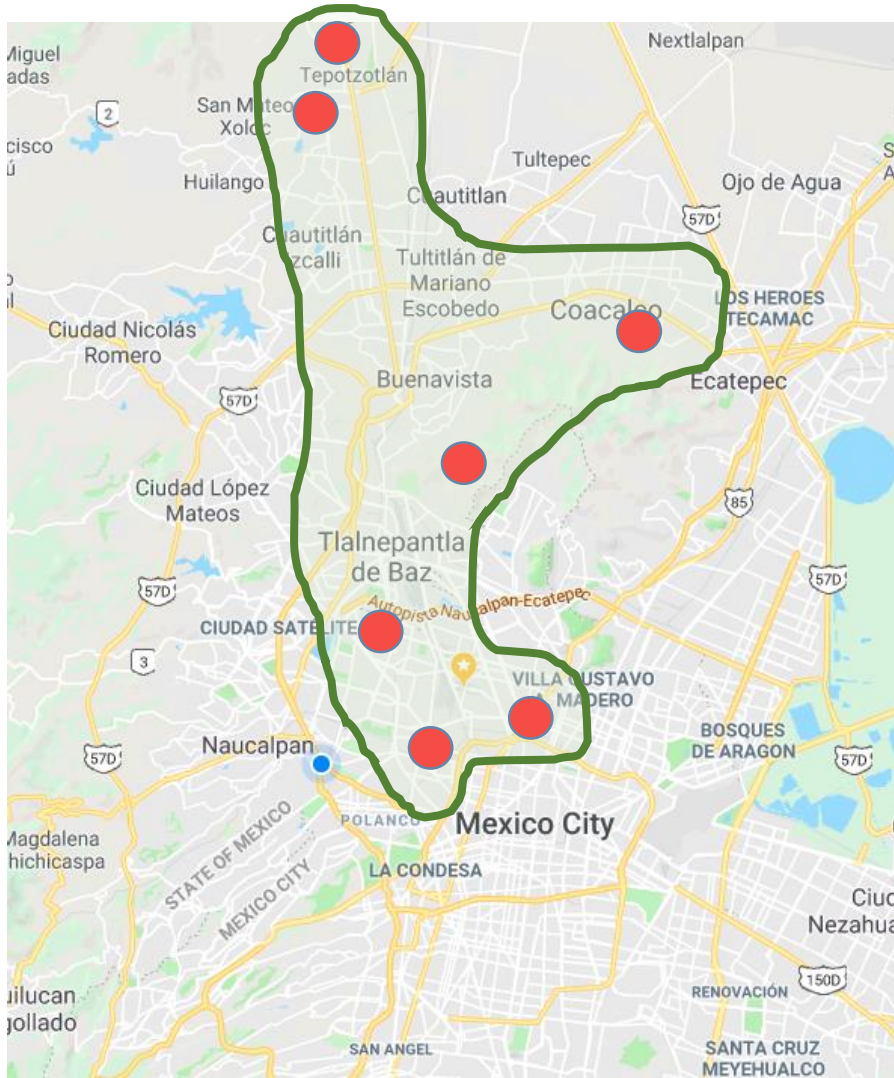 Nextlalpan
Miguel
adas
Tepotzotlán
2
San Mateo
Xoloc
cisco
Tultepec
Huilango
Cuautitlan
Ojo de Agua
57D
Cuautitlán
Izcalli
Tultitlán de
Mariano
Escobedo
Coacalco
LOS HEROES
TECAMAC
Ciudad Nicolás
Romero
Buenavista
Ecatepec
57D
Ciudad López
Mateos
85
Tlalnepantla
de Baz
57D
57D
Autopista Naucalpan-Ecatepec
CIUDAD SATÉLITE
3
VILLA GUSTAVO
A. MADERO
Naucalpan
57D
BOSQUES
DE ARAGON
57D
POLANCO
Mexico City
STATE OF MEXICO
MEXICO CITY
Magdalena
hichicaspa
LA CONDESA
Ciuc
Nezahua
uilucan
gollado
RENOVACIÓN
150D
SAN ANGEL
SANTA CRUZ
MEYEHUALCO